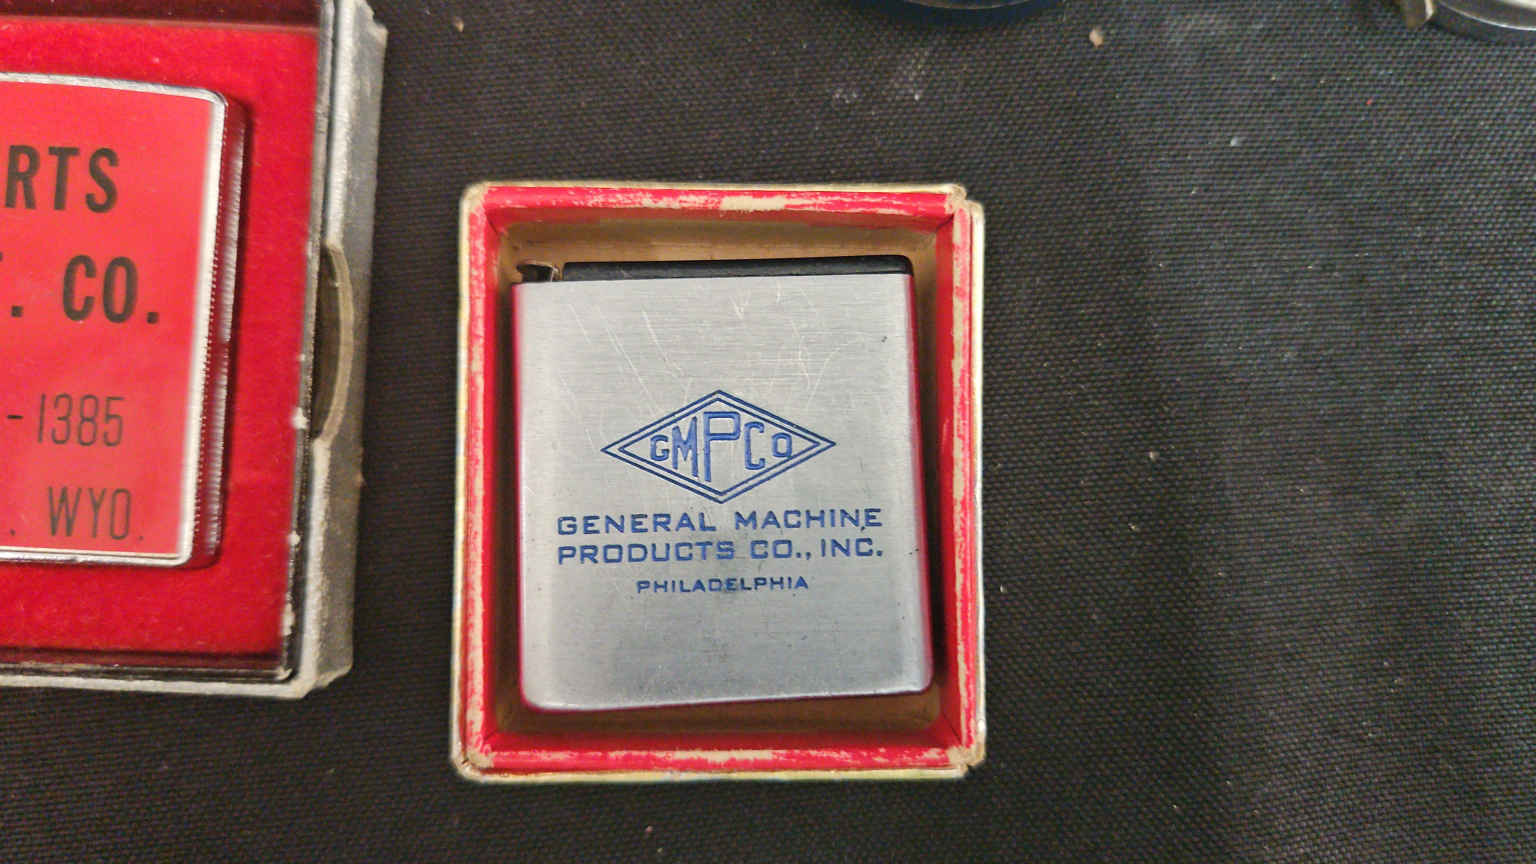 RTS
. CO.
-1385
. WYO.
GMPCO
GENERAL MACHINE
PRODUCTS CO., INC.
PHILADELPHIA